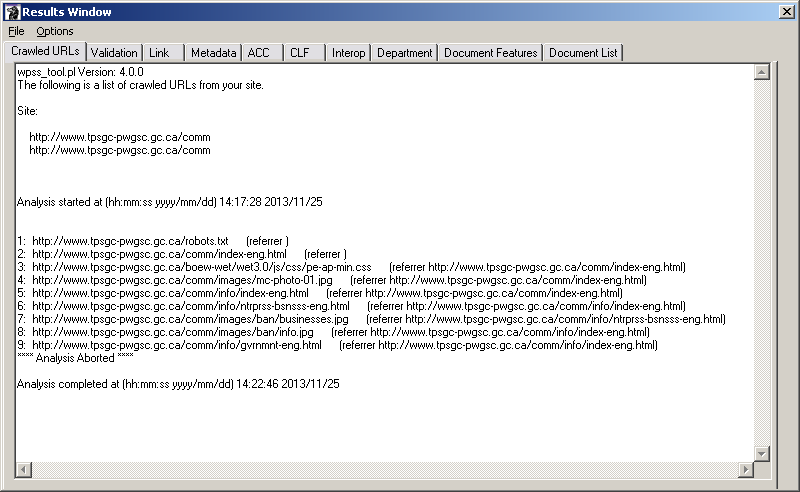 Results Window
File Options
Crawled URLs Validation Link Metadata ACC CLF Interop Department Document Features Document List
wpss_tool.pl Version: 4.0.0
The following is a list of crawled URLs from your site.
Site:
http://www.tpsgc-pwgsc.gc.ca/comm
http://www.tpsgc-pwgsc.gc.ca/comm
Analysis started at (hh:mm:ss yyyy/mm/dd) 14:17:28 2013/11/25
1: http://www.tpsgc-pwgsc.gc.ca/robots.txt (referrer )
2: http://www.tpsgc-pwgsc.gc.ca/comm/index-eng.html (referrer )
3: http://www.tpsgc-pwgsc.gc.ca/boew-wet/wet3.0/js/css/pe-ap-min.css (referrer http://www.tpsgc-pwgsc.gc.ca/comm/index-eng.html)
4: http://www.tpsgc-pwgsc.gc.ca/comm/images/mc-photo-01.jpg (referrer http://www.tpsgc-pwgsc.gc.ca/comm/index-eng.html)
5: http://www.tpsgc-pwgsc.gc.ca/comm/info/index-eng.html (referrer http://www.tpsgc-pwgsc.gc.ca/comm/index-eng.html)
6: http://www.tpsgc-pwgsc.gc.ca/comm/info/ntrprss-bsnsss-eng.html (referrer http://www.tpsgc-pwgsc.gc.ca/comm/info/index-eng.html)
7: http://www.tpsgc-pwgsc.gc.ca/comm/images/ban/businesses.jpg (referrer http://www.tpsgc-pwgsc.gc.ca/comm/info/ntrprss-bsnsss-eng.html)
8: http://www.tpsgc-pwgsc.gc.ca/comm/images/ban/info.jpg (referrer http://www.tpsgc-pwgsc.gc.ca/comm/info/index-eng.html)
9: http://www.tpsgc-pwgsc.gc.ca/comm/info/gvrnmnt-eng.html (referrer http://www.tpsgc-pwgsc.gc.ca/comm/info/index-eng.html)
**** Analysis Aborted ****
Analysis completed at (hh:mm:ss yyyy/mm/dd) 14:22:46 2013/11/25